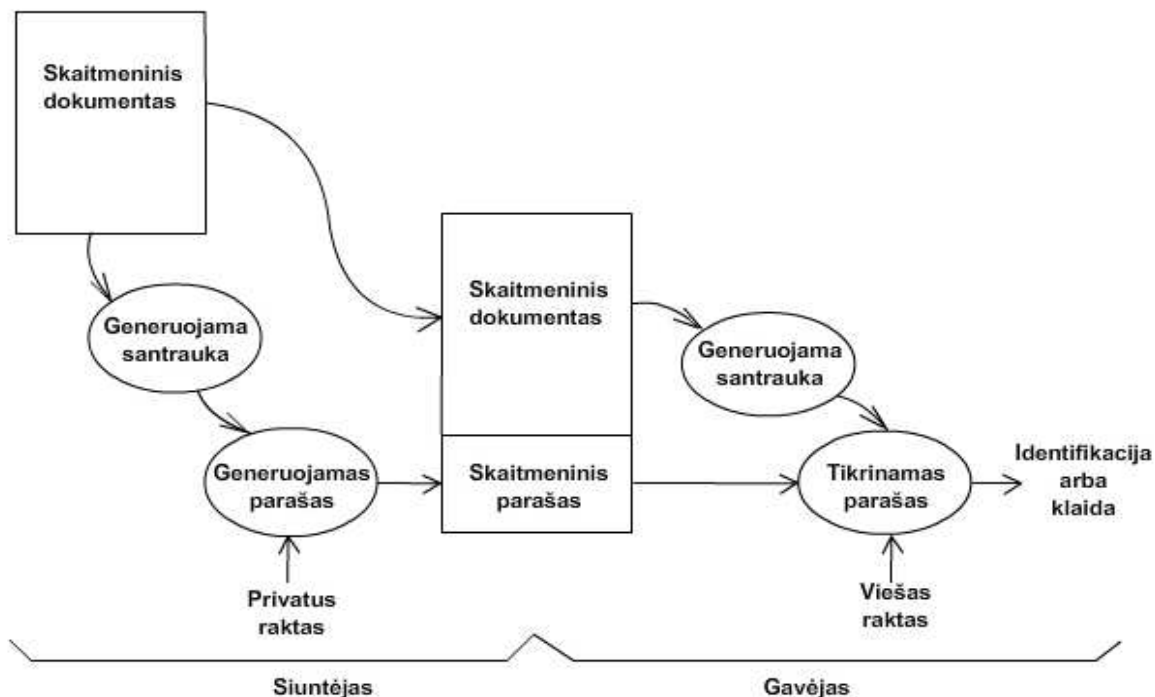 Skaitmeninis
dokumentas
Generuojama
santrauka
Generuojamas
parašas
Privatus
raktas
Skaitmeninis
dokumentas
Skaitmeninis
parašas
Generuojama
santrauka
Tikrinamas
parašas
Viešas
raktas
Identifikacija
arba
klaida
Siuntėjas
Gavėjas